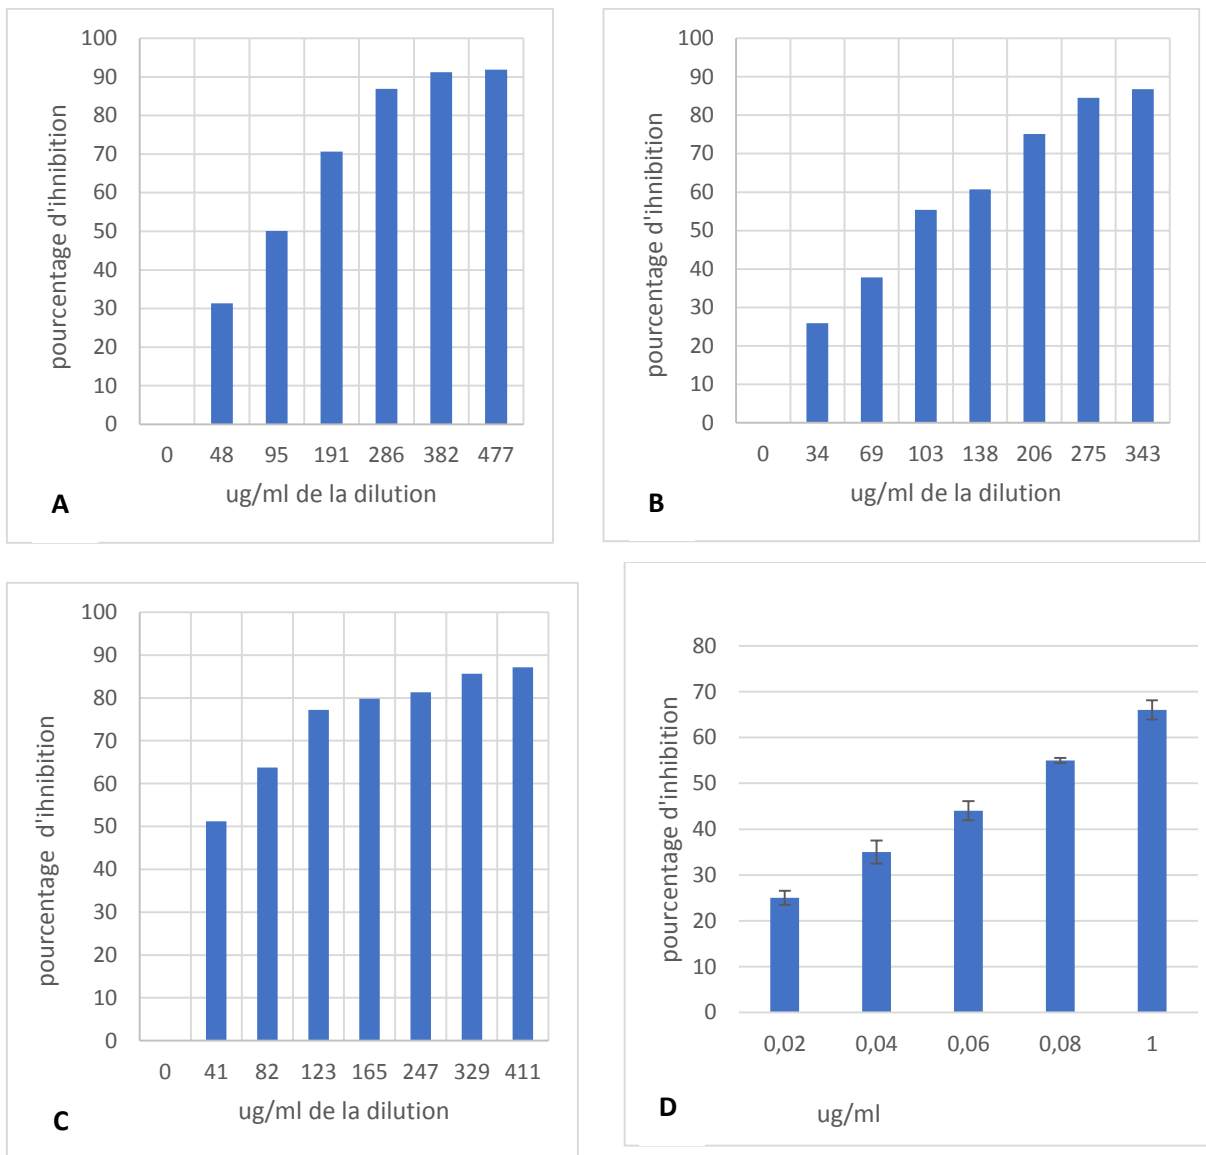 100
90
80
70
60
50
40
30
20
10
0
pourcentage d'ihnibition
0 48 95 191 286 382 477
ug/ml de la dilution
A
100
90
80
70
60
50
40
30
20
10
0
pourcentage d'ihnibition
0 34 69 103 138 206 275 343
ug/ml de la dilution
B
100
90
80
70
60
50
40
30
20
10
0
pourcentage d'ihnibition
0 41 82 123 165 247 329 411
ug/ml de la dilution
C
80
70
60
50
40
30
20
10
0
pourcentage d'inhibition
0,02 0,04 0,06 0,08 1
ug/ml
D